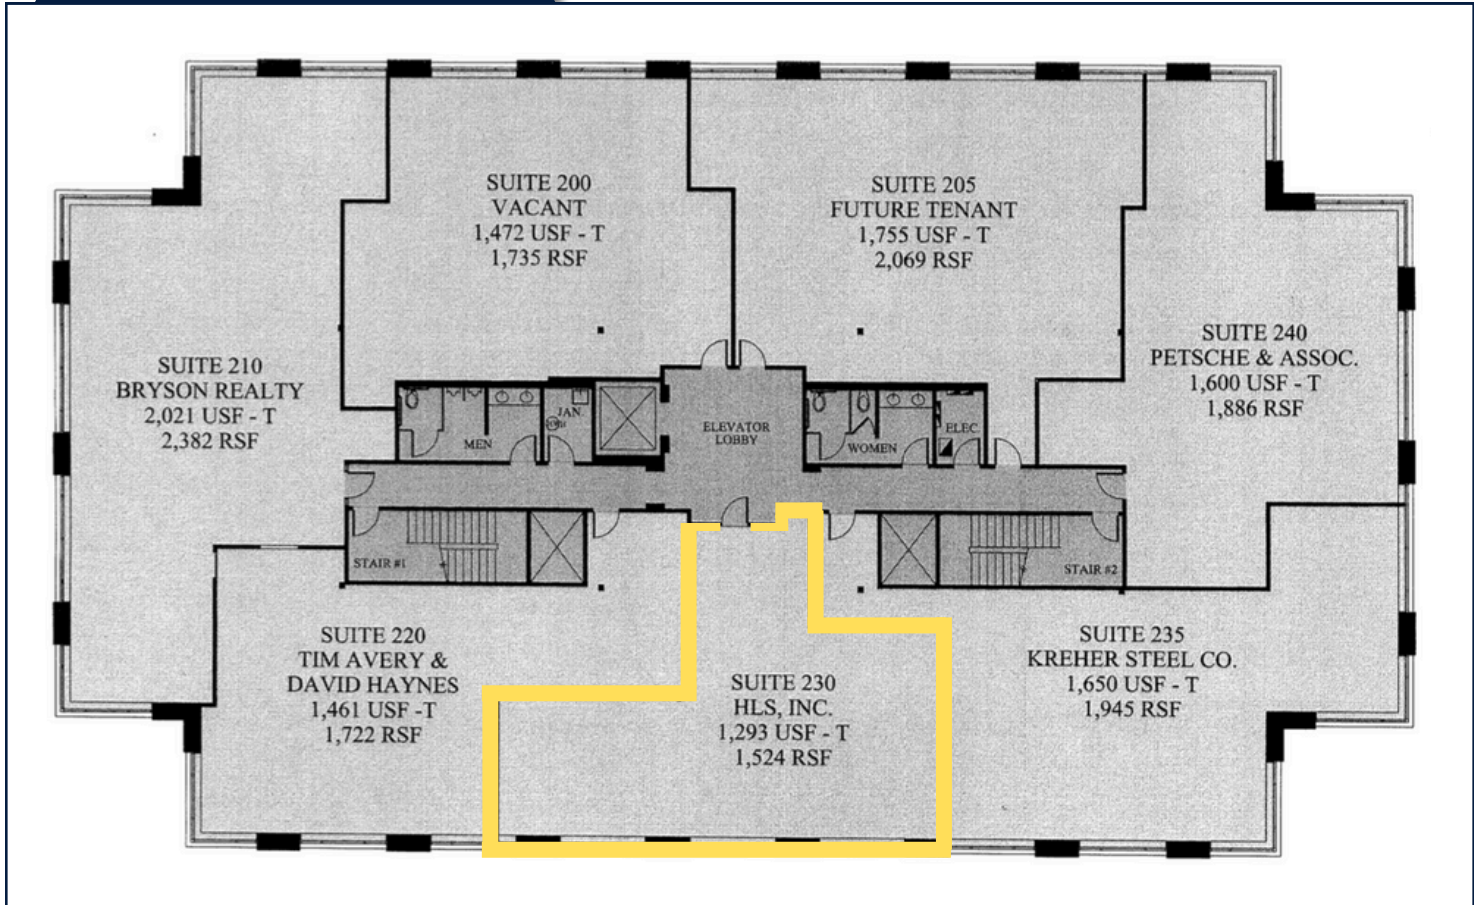 SUITE 200
VACANT
1,472 USF - T
1,735 RSF
SUITE 205
FUTURE TENANT
1,755 USF - T
2,069 RSF
SUITE 210
BRYSON REALTY
2,021 USF - T
2,382 RSF
SUITE 240
PETSCHE & ASSOC.
1,600 USF - T
1,886 RSF
MEN
JAN.
ELEVATOR
LOBBY
WOMEN
ELEC.
STAIR #1
STAIR #2
SUITE 220
TIM AVERY &
DAVID HAYNES
1,461 USF -T
1,722 RSF
SUITE 230
HLS, INC.
1,293 USF - T
1,524 RSF
SUITE 235
KREHER STEEL CO.
1,650 USF - T
1,945 RSF